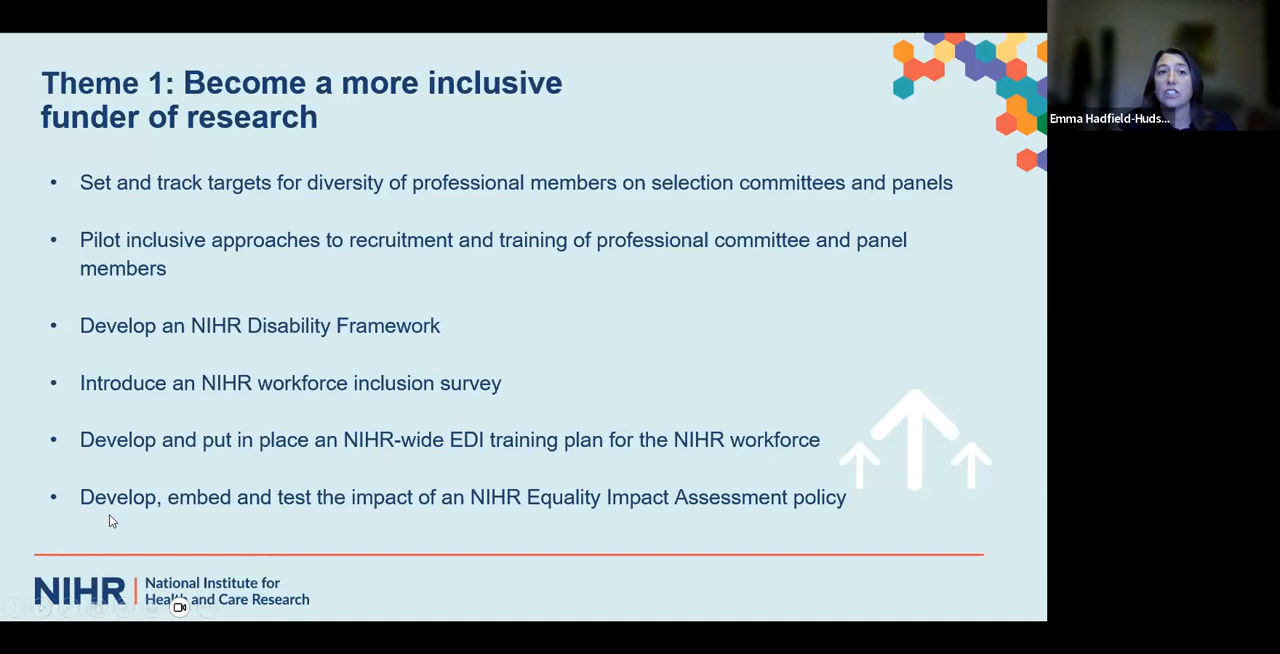 Theme 1: Become a more inclusive
funder of research
• Set and track targets for diversity of professional members on selection committees and panels
• Pilot inclusive approaches to recruitment and training of professional committee and panel
members
• Develop an NIHR Disability Framework
• Introduce an NIHR workforce inclusion survey
• Develop and put in place an NIHR-wide EDI training plan for the NIHR workforce
• Develop, embed and test the impact of an NIHR Equality Impact Assessment policy
NIHR | National Institute for
Health and Care Research
Emma Hadfield-Huds...